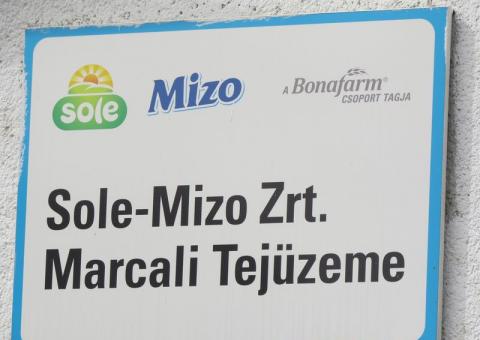 sole
Mizo
A Bonafarm®
CSOPORT TAGJA
Sole-Mizo Zrt.
Marcali Tejüzeme